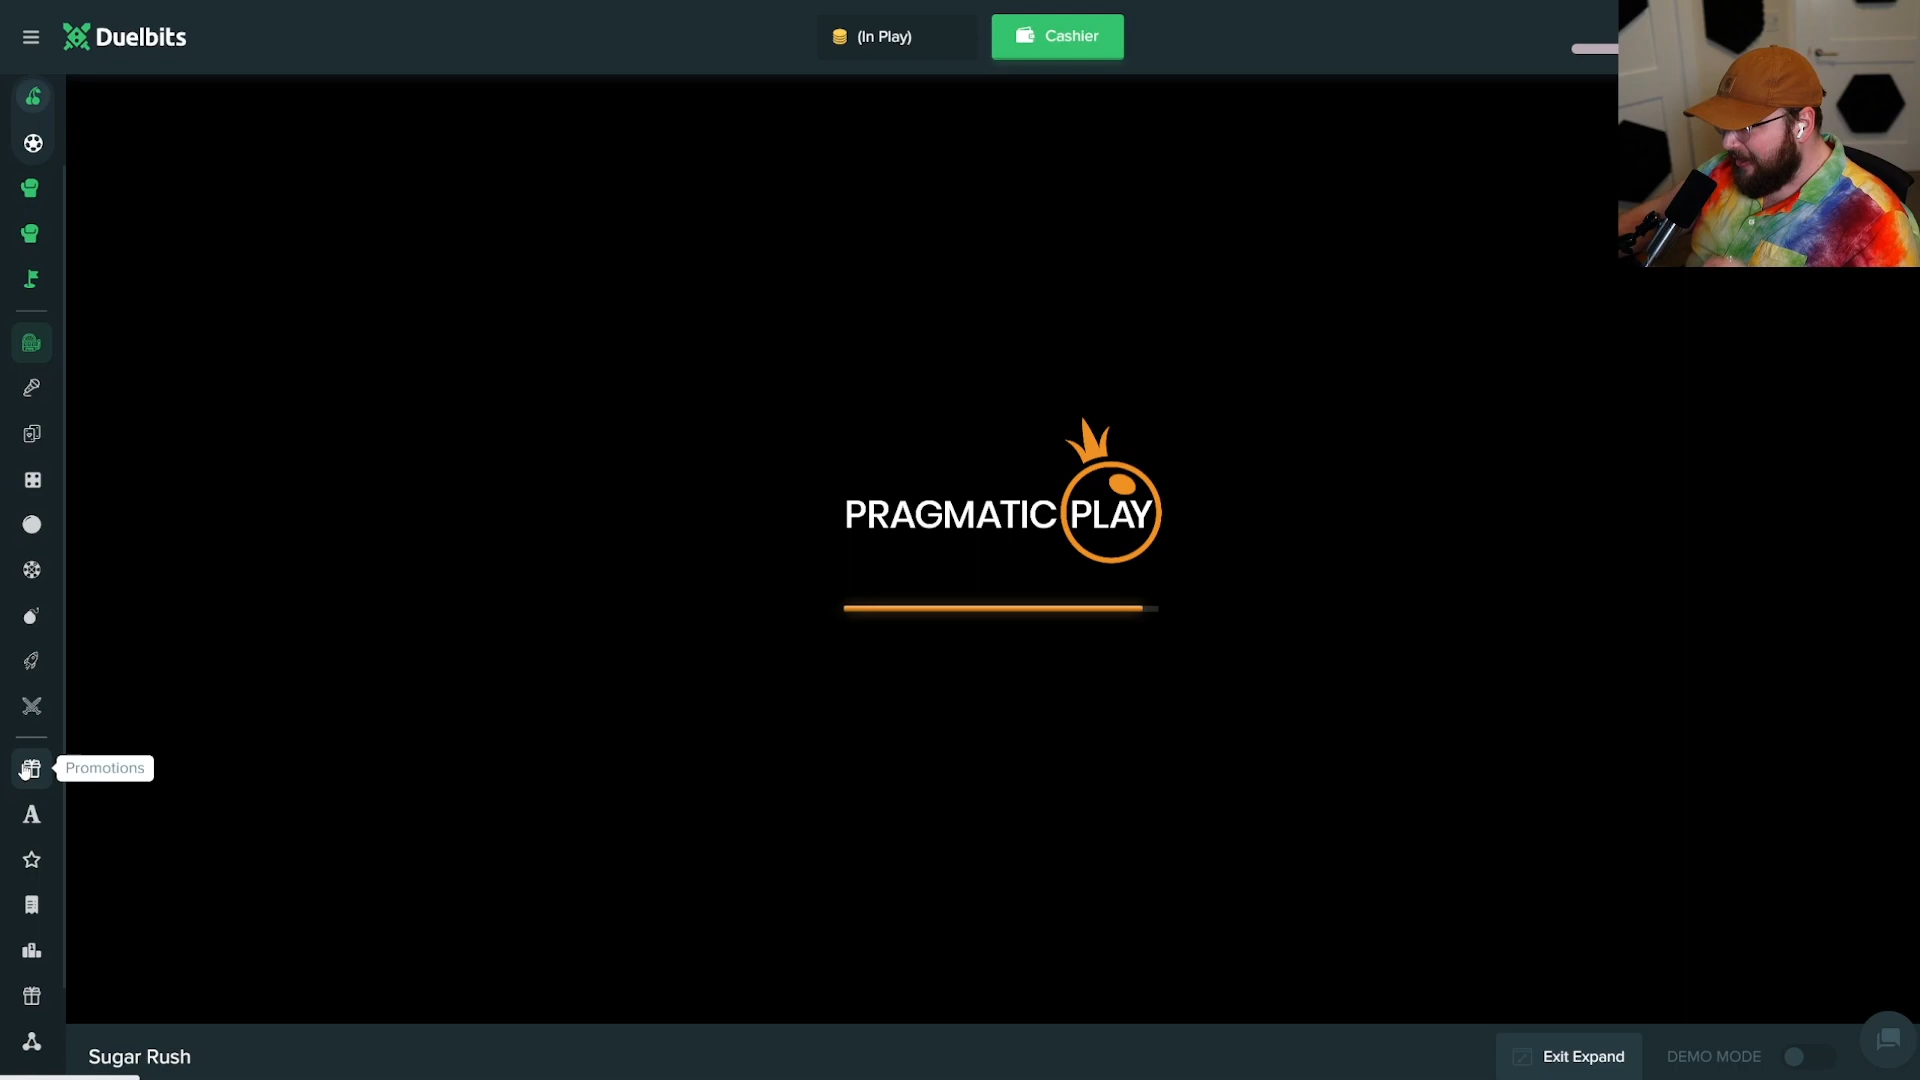 Duelbits
(In Play)
Cashier
PRAGMATIC PLAY
Promotions
A
Sugar Rush
Exit Expand
DEMO MODE